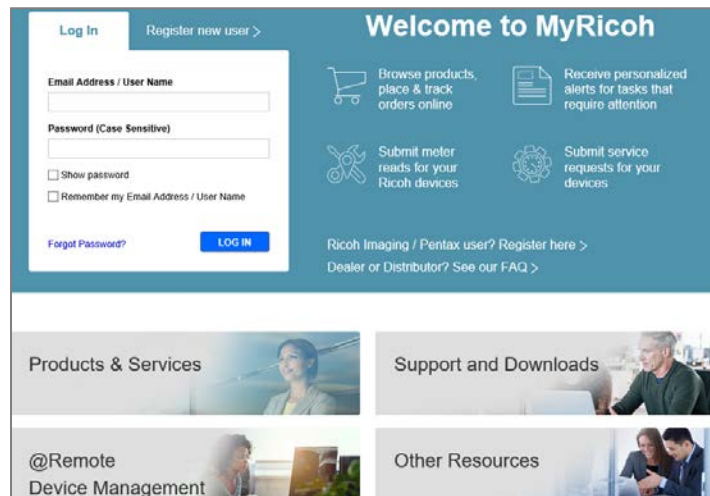 Log In
Register new user >
Email Address / User Name
Password (Case Sensitive)
Show password
Remember my Email Address / User Name
Forgot Password?
LOG IN
Welcome to MyRicoh
Browse products,
place & track
orders online
Receive personalized
alerts for tasks that
require attention
Submit meter
reads for your
Ricoh devices
Submit service
requests for your
devices
Ricoh Imaging / Pentax user? Register here >
Dealer or Distributor? See our FAQ >
Products & Services
Support and Downloads
@Remote
Device Management
Other Resources